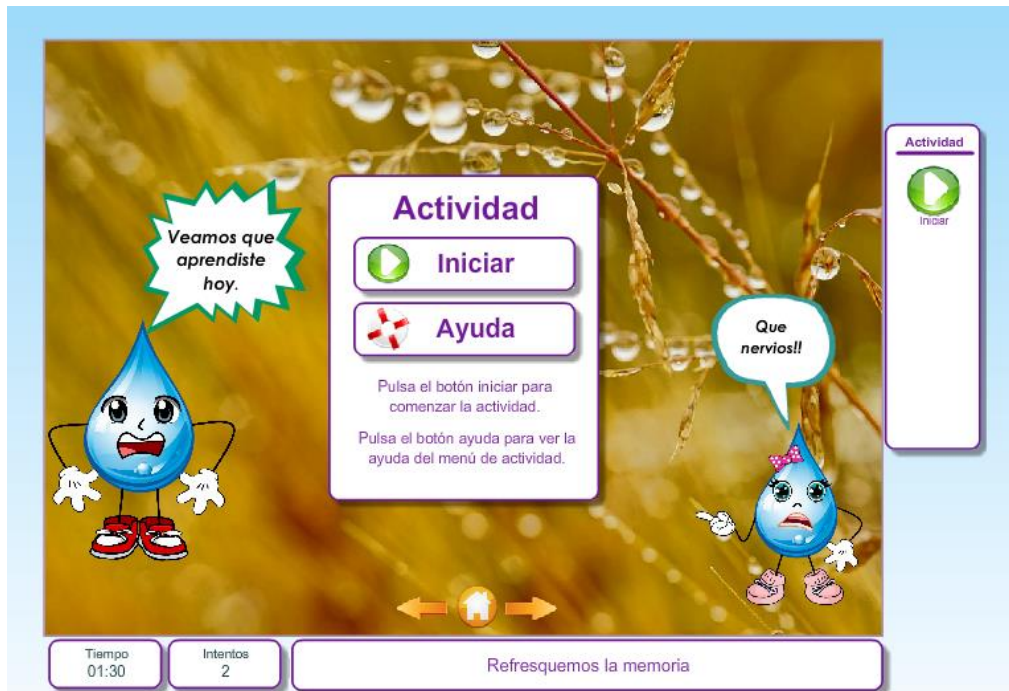 Veamos que
aprendiste
hoy.
Actividad
Iniciar
Ayuda
Pulsa el botón iniciar para
comenzar la actividad.
Pulsa el botón ayuda para ver la
ayuda del menú de actividad.
Que
nervios!!
Actividad
Iniciar
Tiempo
01:30
Intentos
2
Refresquemos la memoria